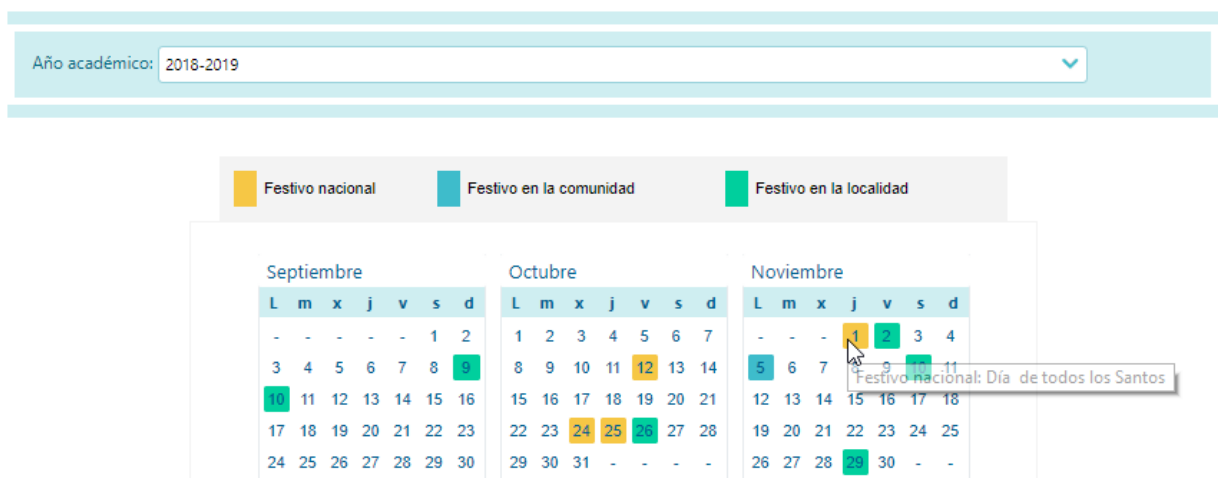 Año académico: 2018-2019
Festivo nacional Festivo en la comunidad Festivo en la localidad
Septiembre Octubre Noviembre
L m x j v s d L m x j v s d L m x j v s d
- - - - - 1 2 1 2 3 4 5 6 7 - - - 1 2 3 4
3 4 5 6 7 8 9 8 9 10 11 12 13 14 5 6 7 8 9 10 11
Festivo nacional: Día de todos los Santos
10 11 12 13 14 15 16 15 16 17 18 19 20 21 12 13 14 15 16 17 18
17 18 19 20 21 22 23 22 23 24 25 26 27 28 19 20 21 22 23 24 25
24 25 26 27 28 29 30 29 30 31 - - - - 26 27 28 29 30 - -